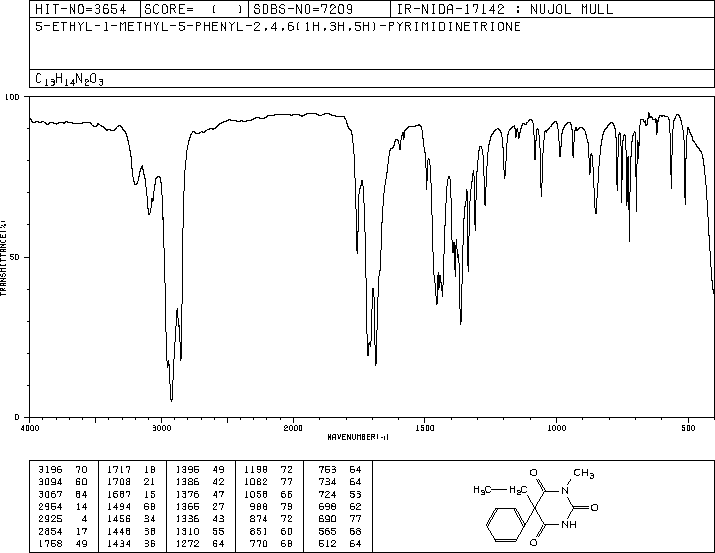 HIT-NO=3654 SCORE= ( ) SDBS-NO=7209 IR-NIDA-17142 : NUJOL MULL
5-ETHYL-1-METHYL-5-PHENYL-2,4,6(1H,3H,5H)-PYRIMIDINETRIONE
C13H14N2O3
100
50
0
TRANSMITTANCE(%)
4000 3000 2000 1500 1000 500
WAVENUMBER(-1)
3196 70 1717 18 1396 49 1198 72 753 64
3094 60 1708 21 1386 42 1082 77 734 64
3067 64 1687 15 1376 47 1058 66 724 53
2954 14 1494 68 1365 27 988 79 698 62
2925 4 1456 34 1336 43 874 72 690 77
2854 17 1448 38 1310 55 851 60 565 68
1758 49 1434 36 1272 64 770 68 512 64
O CH3
H3C H2C N
O
O NH